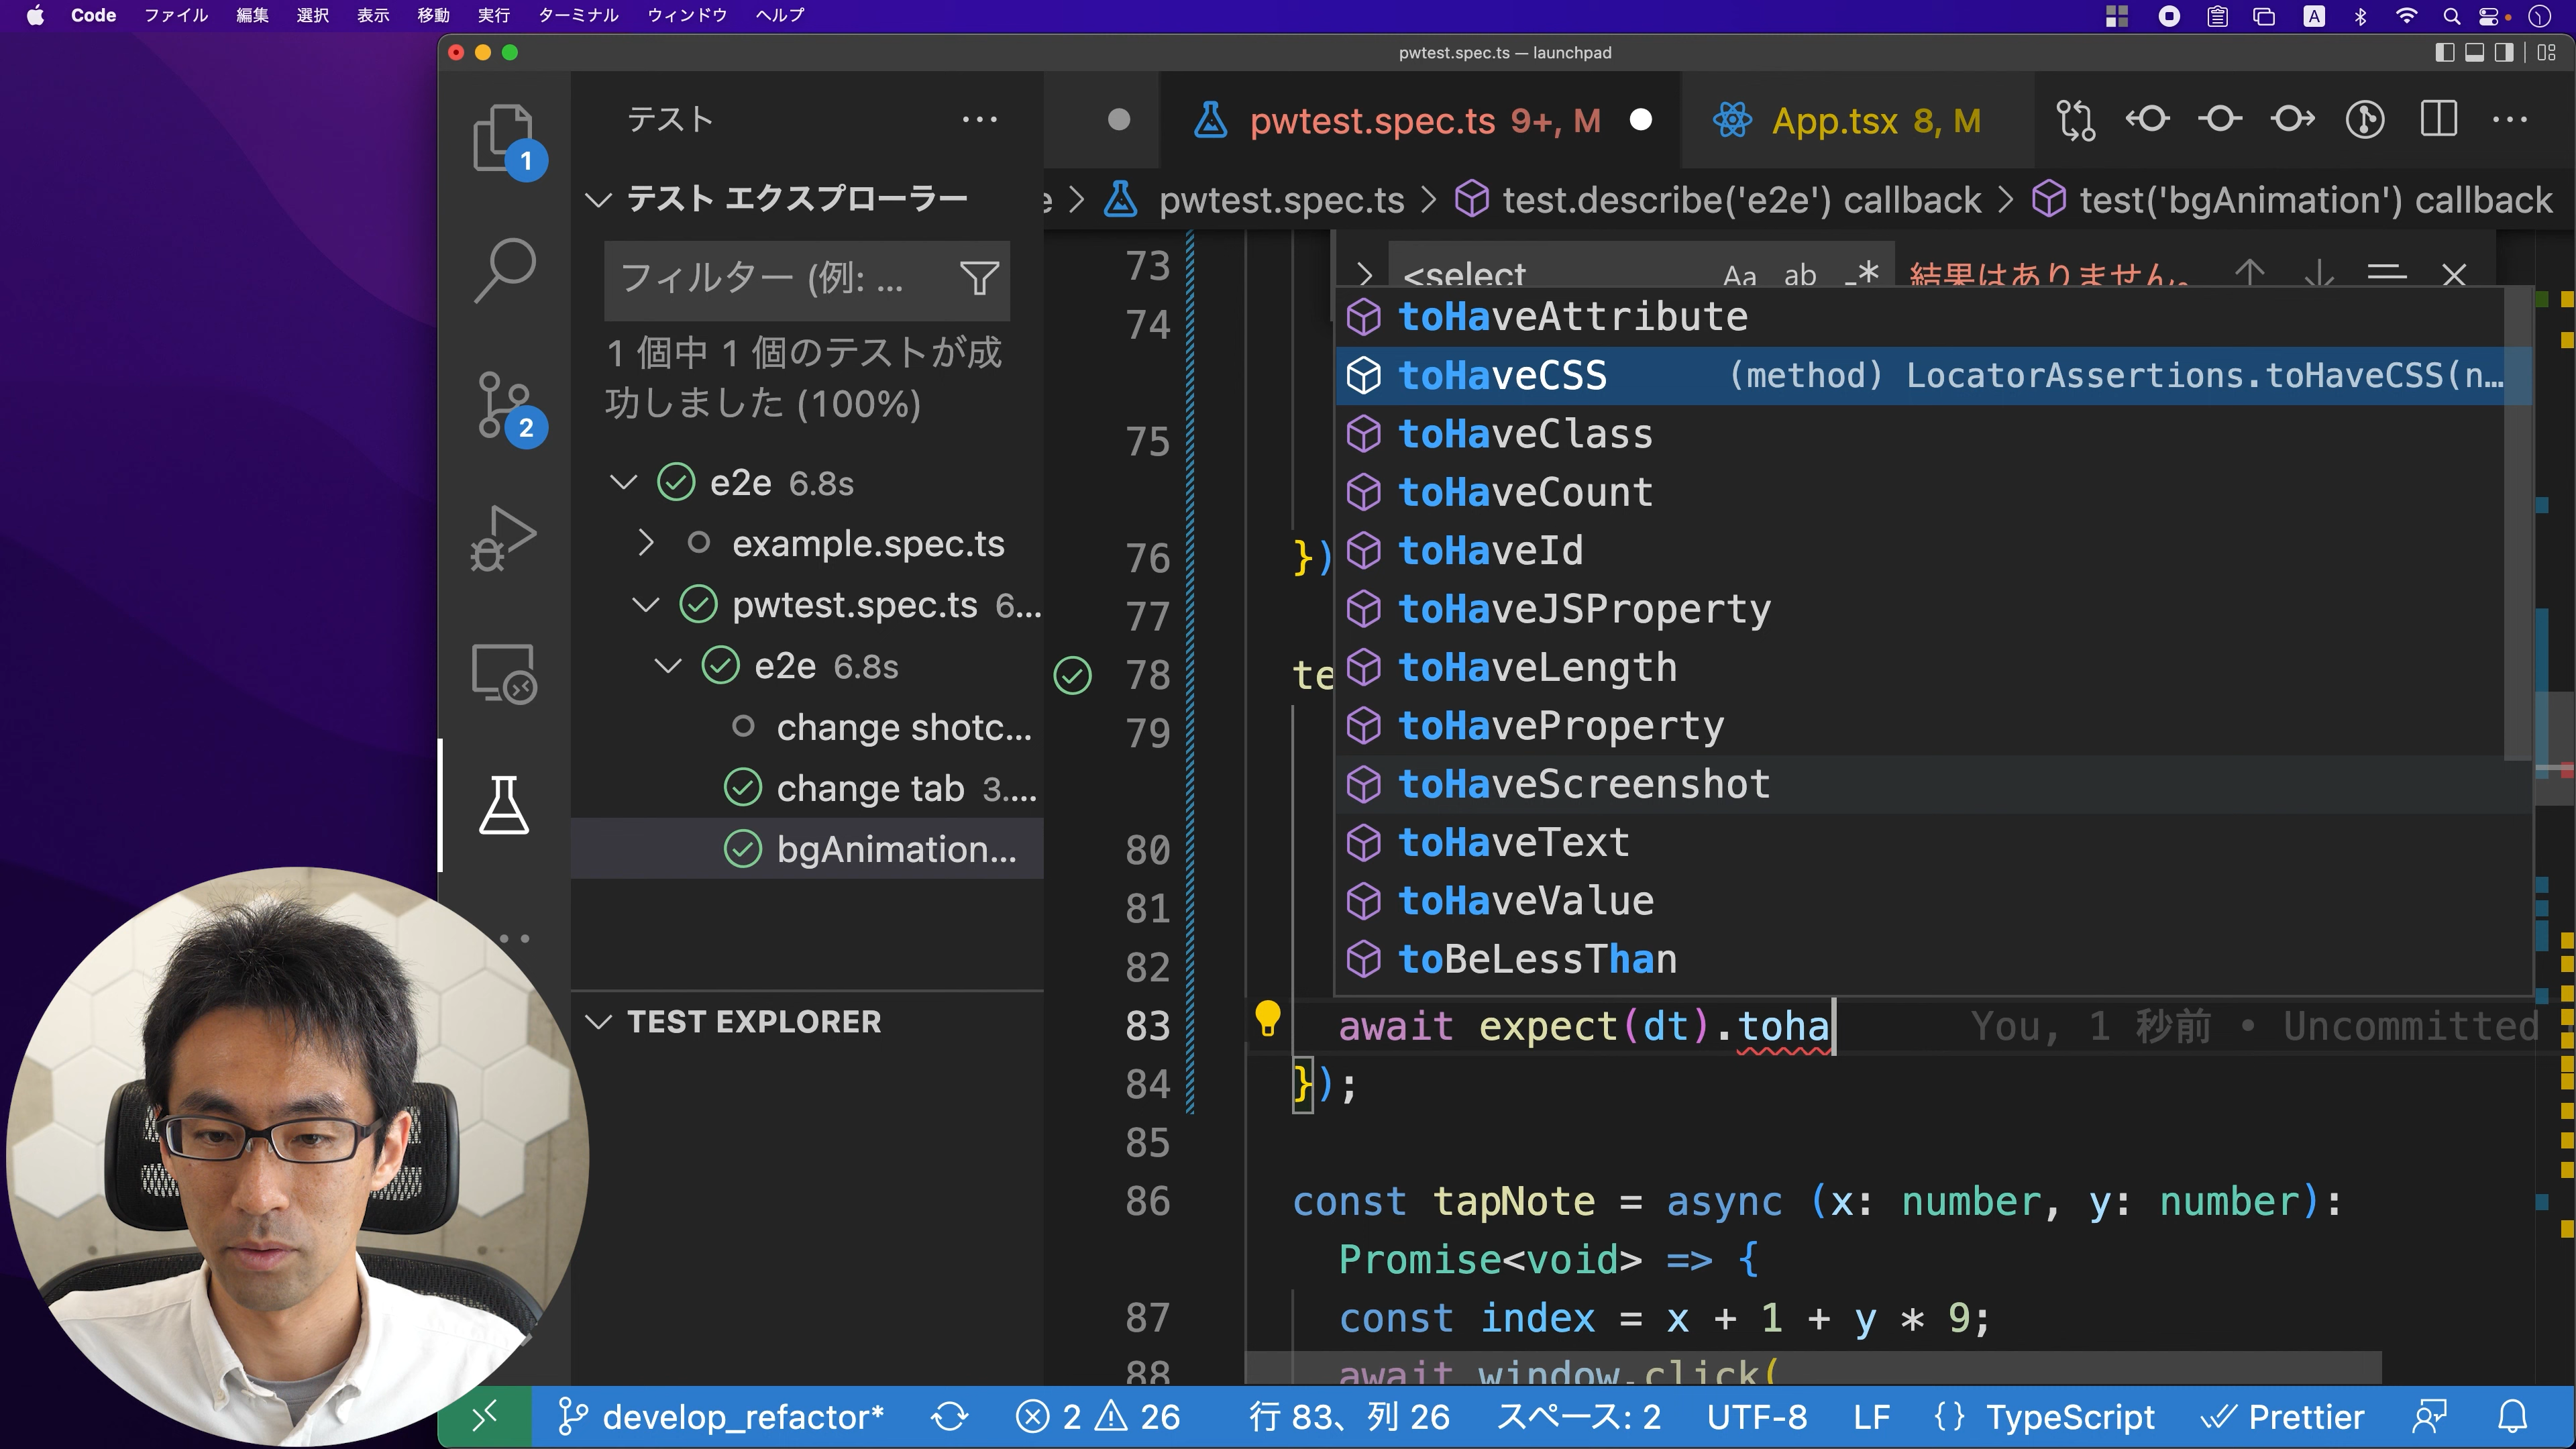 Code ファイル 編集 選択 表示 移動 実行 ターミナル ウィンドウ ヘルプ A
pwtest.spec.ts — launchpad
テスト
pwtest.spec.ts 9+, M
App.tsx 8, M
テスト エクスプローラー
pwtest.spec.ts > test.describe('e2e') callback > test('bgAnimation') callback
フィルター (例: ...
<select Aa ab .* 結果はありません。
1 個中 1 個のテストが成
功しました (100%)
1
2
e2e 6.8s
example.spec.ts
pwtest.spec.ts 6...
e2e 6.8s
change shotc...
change tab 3....
bgAnimation...
TEST EXPLORER
73
74
75
76 })
77
78 te
79
80
81
82
toHaveAttribute
toHaveCSS (method) LocatorAssertions.toHaveCSS(n…
toHaveClass
toHaveCount
toHaveId
toHaveJSProperty
toHaveLength
toHaveProperty
toHaveScreenshot
toHaveText
toHaveValue
toBeLessThan
83 await expect(dt).toha You, 1 秒前 • Uncommitted
84 });
85
86 const tapNote = async (x: number, y: number):
Promise<void> => {
87 const index = x + 1 + y * 9;
88 await window.click(
develop_refactor* 2 26 行 83、列 26 スペース: 2 UTF-8 LF {} TypeScript Prettier